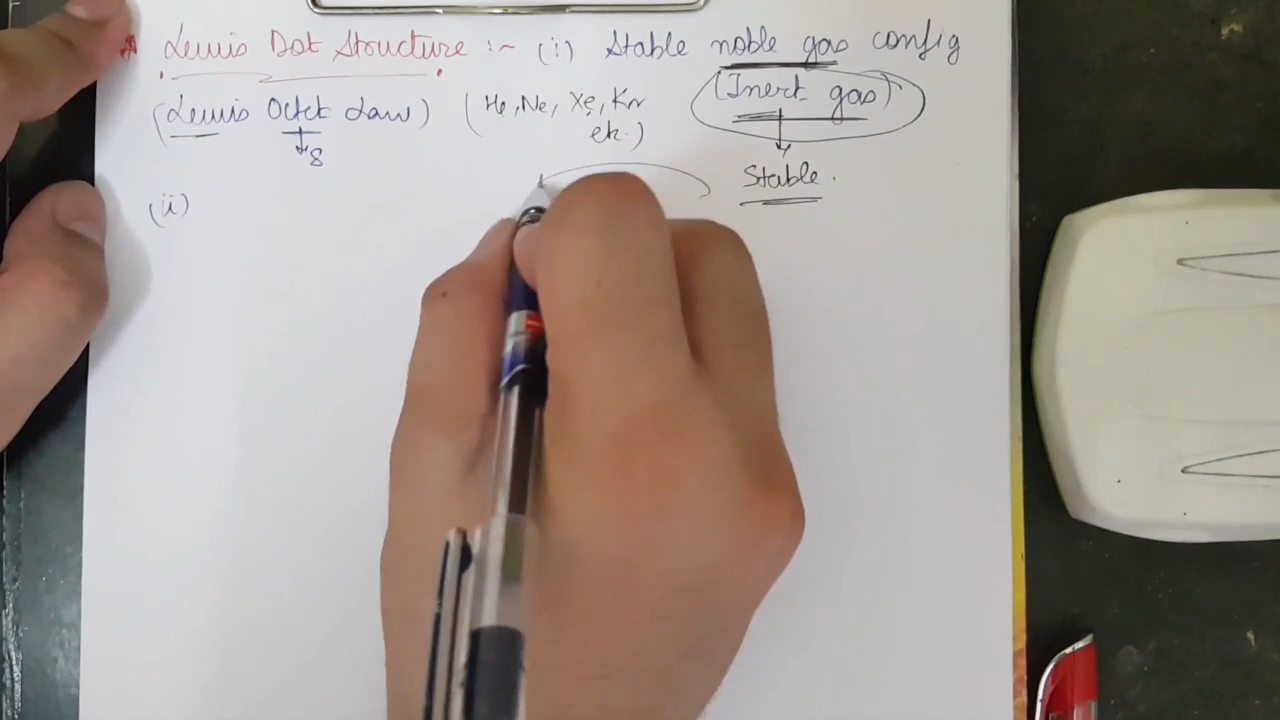 * Lewis Dot Structure :~ (i) Stable noble gas config
(Lewis Octet Law) (He, Ne, Xe, Kr etc.) (Inert gas)
8
Stable.
(ii)